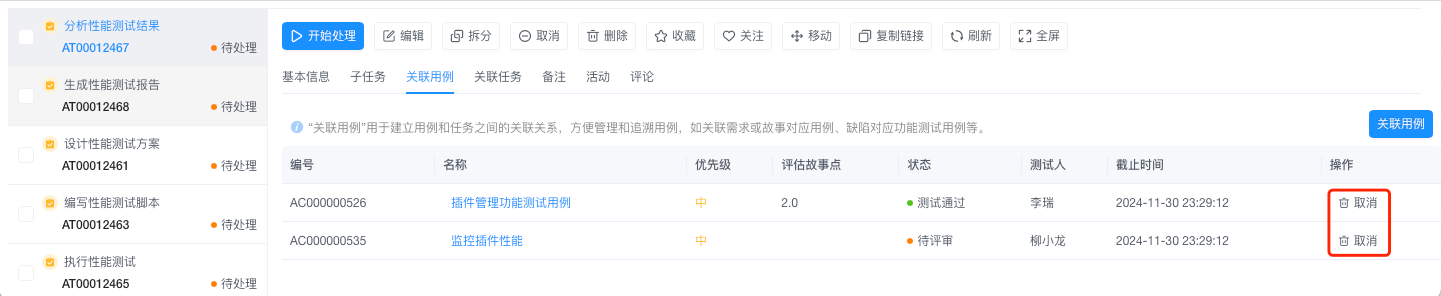 分析性能测试结果
AT00012467 待处理
生成性能测试报告
AT00012468 待处理
设计性能测试方案
AT00012461 待处理
编写性能测试脚本
AT00012463 待处理
执行性能测试
AT00012465 待处理
开始处理 编辑 拆分 取消 删除 收藏 关注 移动 复制链接 刷新 全屏
基本信息 子任务 关联用例 关联任务 备注 活动 评论
“关联用例”用于建立用例和任务之间的关联关系，方便管理和追溯用例，如关联需求或故事对应用例、缺陷对应功能测试用例等。
关联用例
编号 名称 优先级 评估故事点 状态 测试人 截止时间 操作
AC000000526 插件管理功能测试用例 中 2.0 测试通过 李瑞 2024-11-30 23:29:12 取消
AC000000535 监控插件性能 中 待评审 柳小龙 2024-11-30 23:29:12 取消